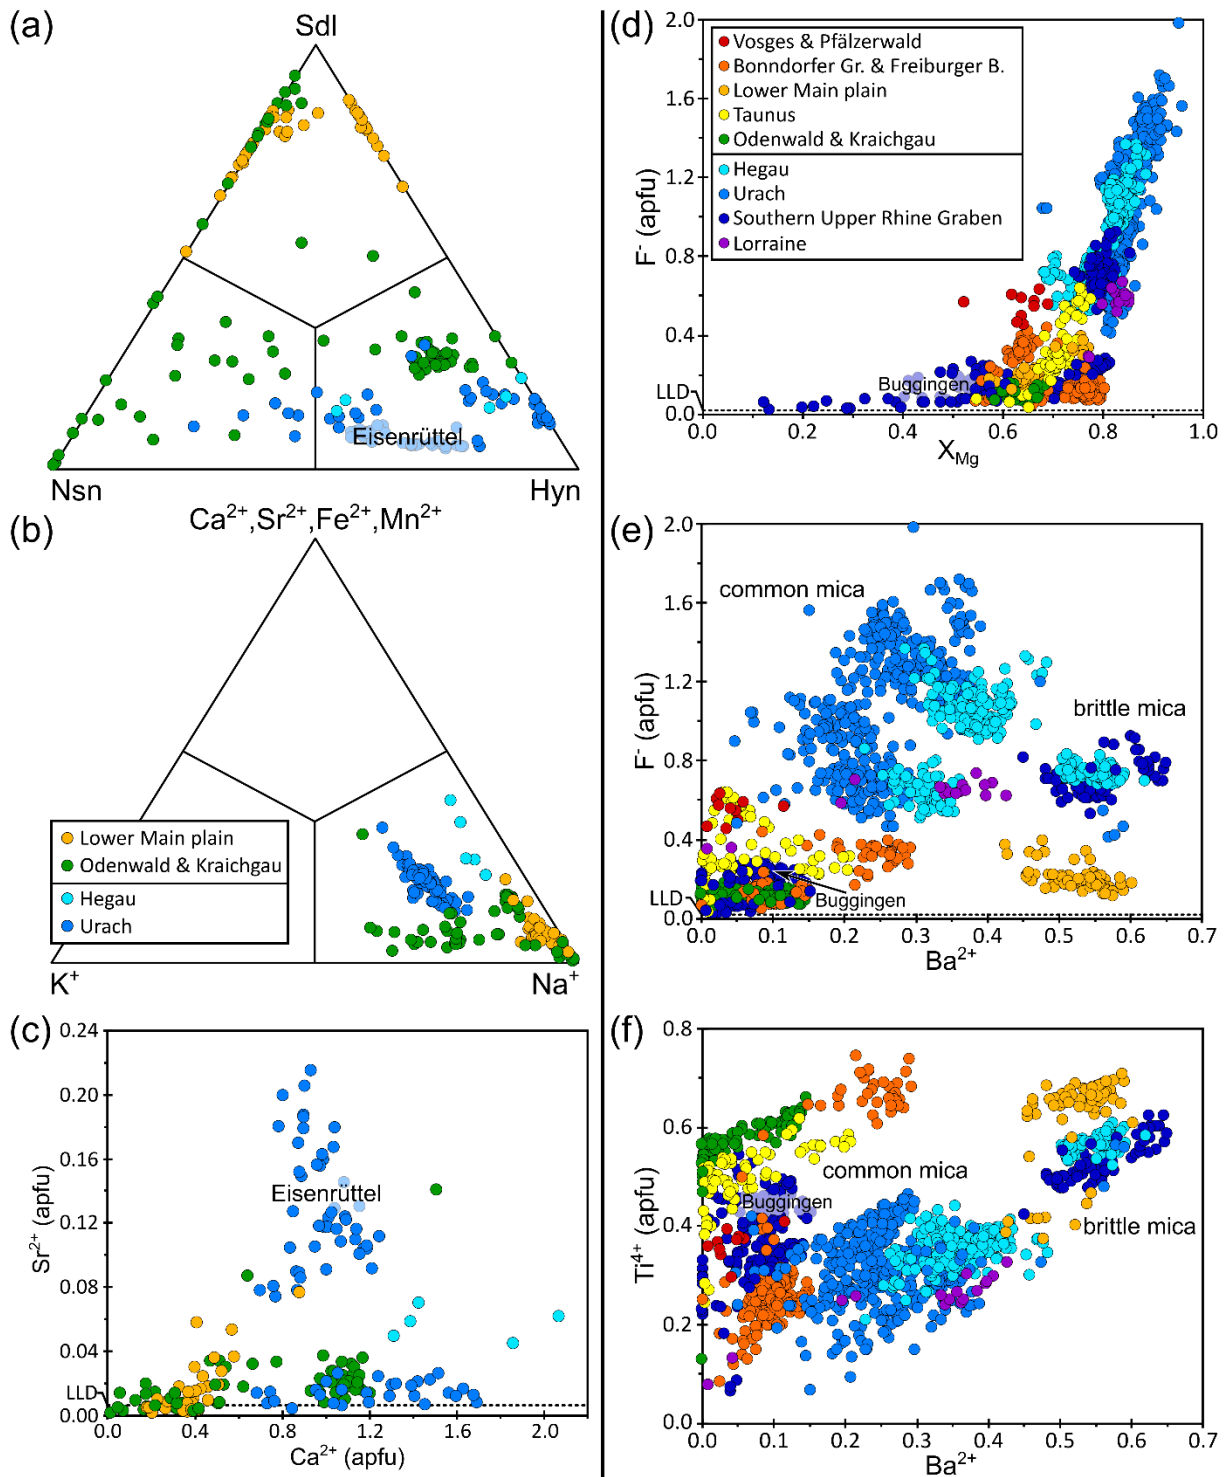 (a)
Sdl
Eisenrüttel
Nsn
Hyn
(b)
Ca2+,Sr2+,Fe2+,Mn2+
Lower Main plain
Odenwald & Kraichgau
Hegau
Urach
K+
Na+
(c)
0.24
0.20
0.16
0.12
0.08
0.04
LLD
0.00
Sr2+ (apfu)
Eisenrüttel
0.0
0.4
0.8
1.2
1.6
2.0
Ca2+ (apfu)
(d)
2.0
1.6
1.2
0.8
0.4
LLD
0.0
F- (apfu)
Vosges & Pfälzerwald
Bonndorfer Gr. & Freiburger B.
Lower Main plain
Taunus
Odenwald & Kraichgau
Hegau
Urach
Southern Upper Rhine Graben
Lorraine
Buggingen
0.0
0.2
0.4
0.6
0.8
1.0
XMg
(e)
2.0
1.6
1.2
0.8
0.4
LLD
0.0
F- (apfu)
common mica
brittle mica
Buggingen
0.0
0.1
0.2
0.3
0.4
0.5
0.6
0.7
Ba2+
(f)
0.8
0.6
0.4
0.2
0.0
Ti4+ (apfu)
common mica
Buggingen
brittle mica
0.0
0.1
0.2
0.3
0.4
0.5
0.6
0.7
Ba2+